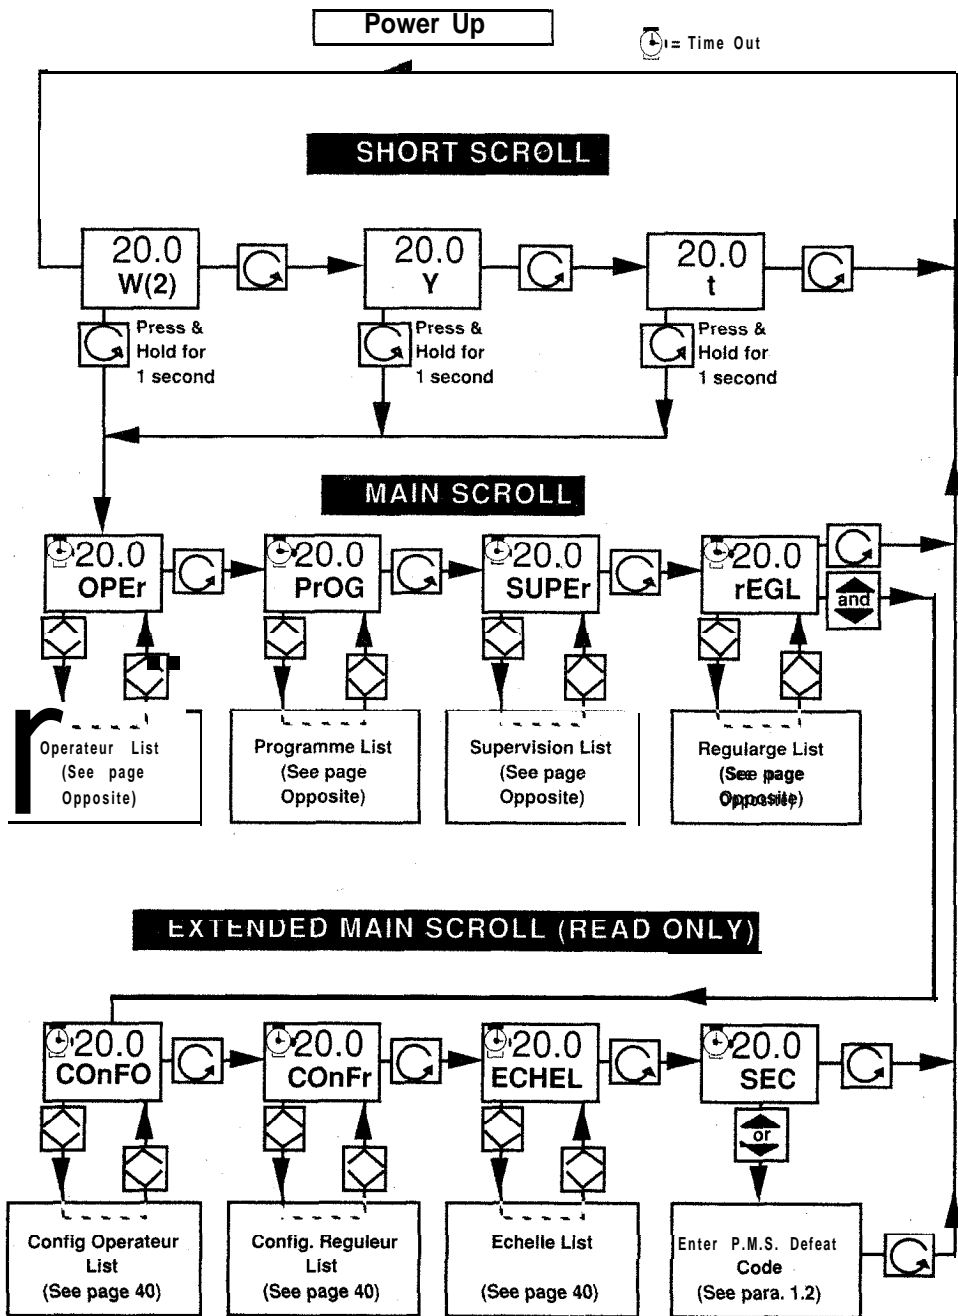 Power Up
= Time Out
SHORT SCROLL
20.0
W(2)
20.0
Y
20.0
t
Press &
Hold for
1 second
Press &
Hold for
1 second
Press &
Hold for
1 second
MAIN SCROLL
20.0
OPEr
20.0
PrOG
20.0
SUPEr
20.0
rEGL
and
Operateur List
(See page
Opposite)
Programme List
(See page
Opposite)
Supervision List
(See page
Opposite)
Regularge List
(See page
Opposite)
EXTENDED MAIN SCROLL (READ ONLY)
20.0
COnFO
20.0
COnFr
20.0
ECHEL
20.0
SEC
or
Config Operateur
List
(See page 40)
Config. Reguleur
List
(See page 40)
Echelle List
(See page 40)
Enter P.M.S. Defeat
Code
(See para. 1.2)